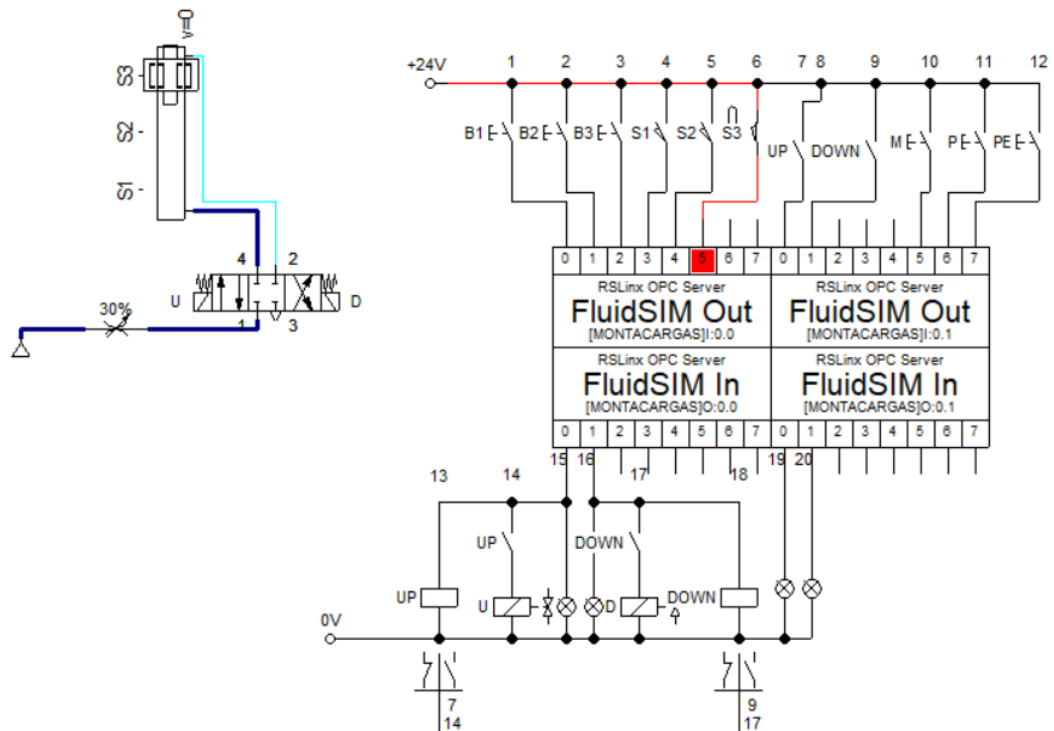 v=0
S3
S2
S1
4 2
U D
1 3
30%
1 2 3 4 5 6 7 8 9 10 11 12
+24V
B1 B2 B3 S1 S2 S3 UP DOWN M P PE
0 1 2 3 4 5 6 7 0 1 2 3 4 5 6 7
RSLinx OPC Server RSLinx OPC Server
FluidSIM Out FluidSIM Out
[MONTACARGAS]I:0.0 [MONTACARGAS]I:0.1
RSLinx OPC Server RSLinx OPC Server
FluidSIM In FluidSIM In
[MONTACARGAS]O:0.0 [MONTACARGAS]O:0.1
0 1 2 3 4 5 6 7 0 1 2 3 4 5 6 7
13 14 15 16 17 18 19 20
UP DOWN
UP U D DOWN
0V
7 9
14 17